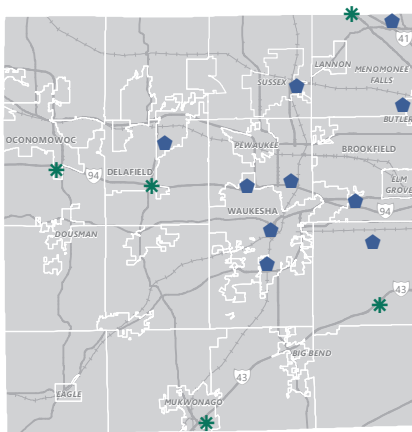 41
LANNON
MENOMONEE
FALLS
SUSSEX
BUTLER
OCONOMOWOC
PEWAUKEE
BROOKFIELD
DELAFIELD
94
ELM
GROVE
WAUKESHA
94
DOUSMAN
43
BIG BEND
43
EAGLE
MUKWONAGO